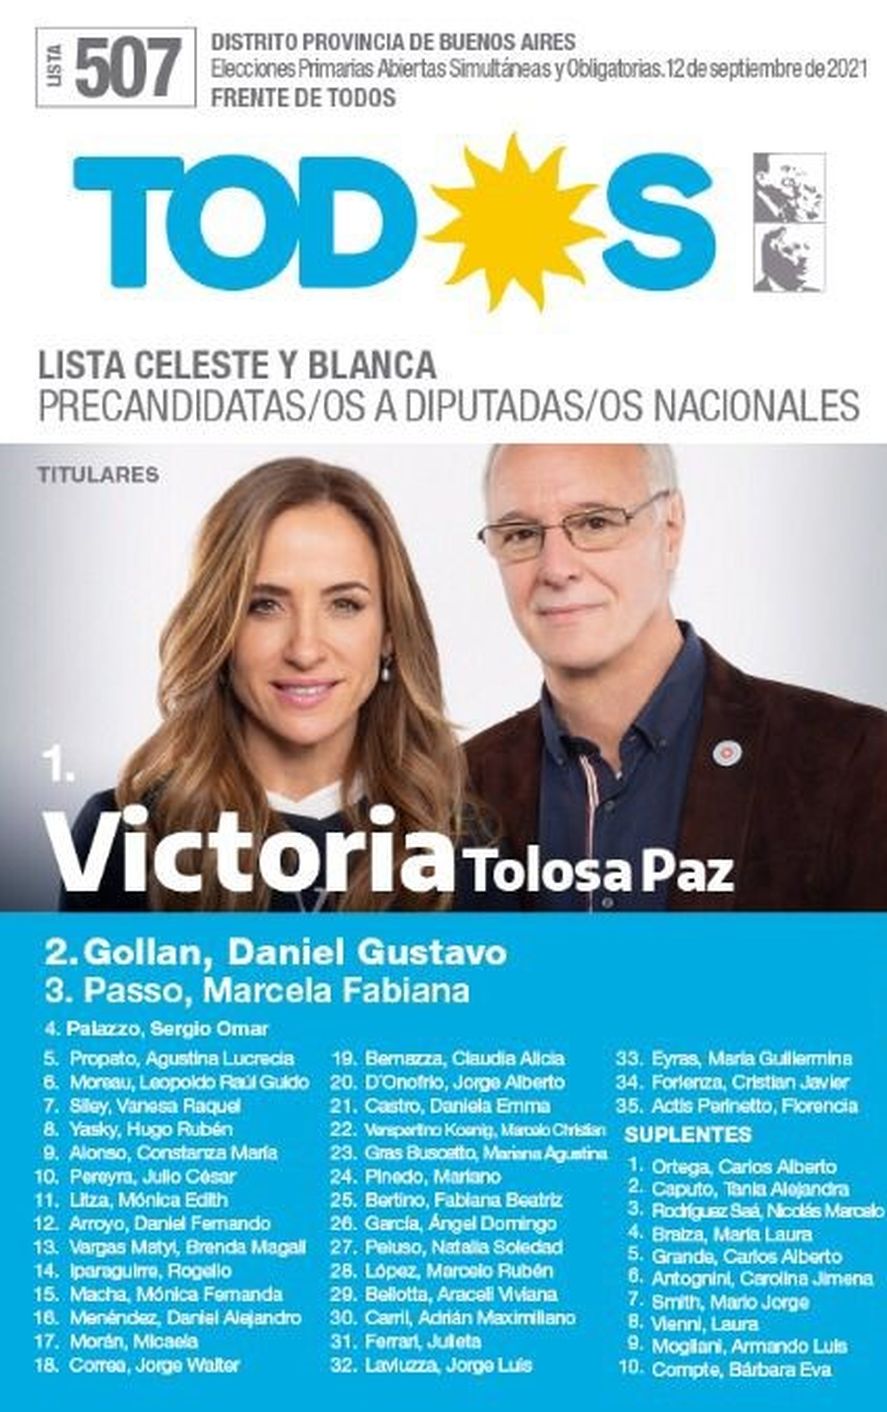 LISTA 507
DISTRITO PROVINCIA DE BUENOS AIRES
Elecciones Primarias Abiertas Simultáneas y Obligatorias. 12 de septiembre de 2021
FRENTE DE TODOS
TODOS
LISTA CELESTE Y BLANCA
PRECANDIDATAS/OS A DIPUTADAS/OS NACIONALES
TITULARES
1.
Victoria Tolosa Paz
2. Gollan, Daniel Gustavo
3. Passo, Marcela Fabiana
4. Palazzo, Sergio Omar
5. Propato, Agustina Lucrecia
6. Moreau, Leopoldo Raúl Guido
7. Siley, Vanesa Raquel
8. Yasky, Hugo Rubén
9. Alonso, Constanza María
10. Pereyra, Julio César
11. Litza, Mónica Edith
12. Arroyo, Daniel Fernando
13. Vargas Matyi, Brenda Magalí
14. Iparaguirre, Rogelio
15. Macha, Mónica Fernanda
16. Menéndez, Daniel Alejandro
17. Morán, Micaela
18. Correa, Jorge Walter
19. Bernazza, Claudia Alicia
20. D'Onofrio, Jorge Alberto
21. Castro, Daniela Emma
22. Verspertino Koenig, Marcelo Christian
23. Gras Buscetto, Mariana Agustina
24. Pinedo, Mariano
25. Bertino, Fabiana Beatriz
26. García, Ángel Domingo
27. Peluso, Natalia Soledad
28. López, Marcelo Rubén
29. Bellotta, Araceli Viviana
30. Carril, Adrián Maximiliano
31. Ferrari, Julieta
32. Laviuzza, Jorge Luis
33. Eyras, María Guillermina
34. Forlenza, Cristian Javier
35. Actis Perinetto, Florencia
SUPLENTES
1. Ortega, Carlos Alberto
2. Caputo, Tania Alejandra
3. Rodríguez Saá, Nicolás Marcelo
4. Braiza, María Laura
5. Grande, Carlos Alberto
6. Antognini, Carolina Jimena
7. Smith, Mario Jorge
8. Vienni, Laura
9. Mogliani, Armando Luis
10. Compte, Bárbara Eva